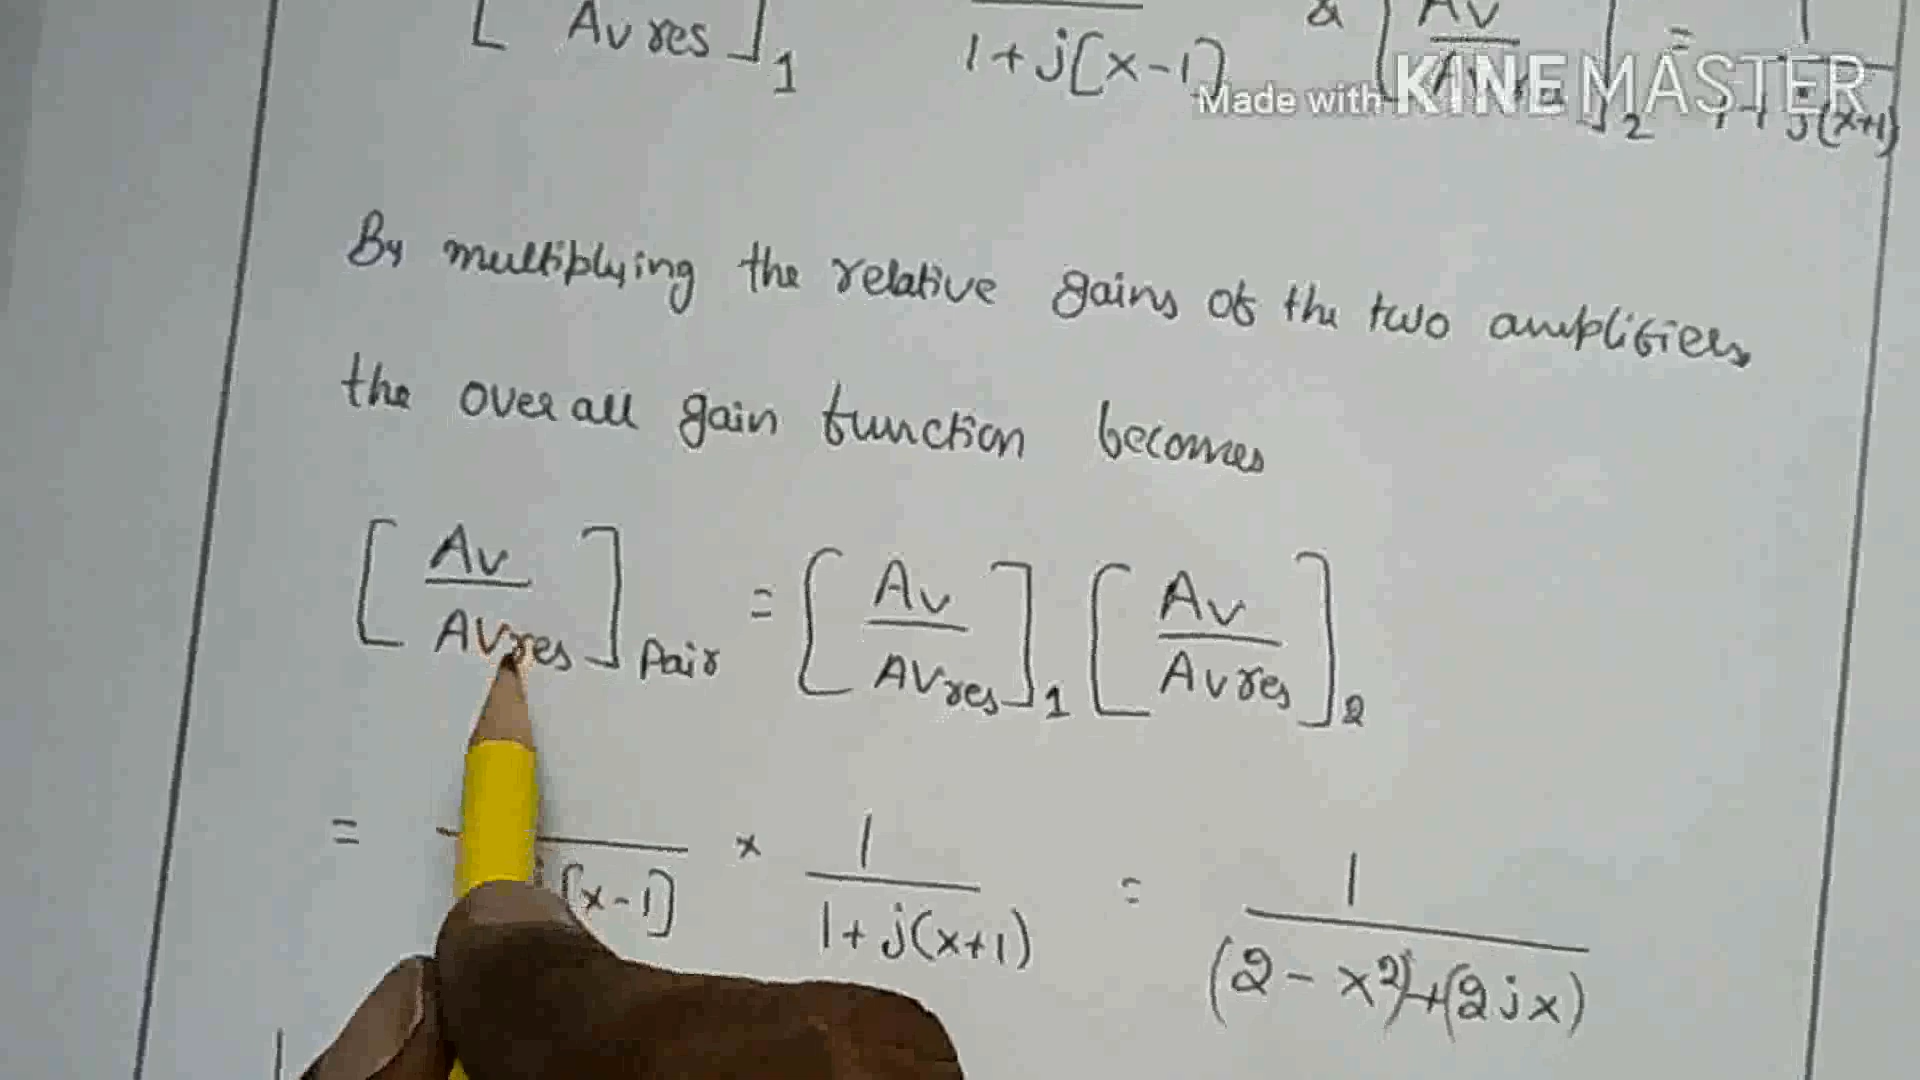 [ Av res ]1 1+j[x-1] & [ Av ]2 = 1 j(x+1)
Made with KINEMASTER
By multiplying the relative gains of the two amplifiers
the over all gain function becomes
[ Av / AVres ] Pair = [ Av / AVres ]1 [ Av / Avres ]2
= (x-1] × 1 / 1+j(x+1) = 1 / (2-x²)+(2jx)